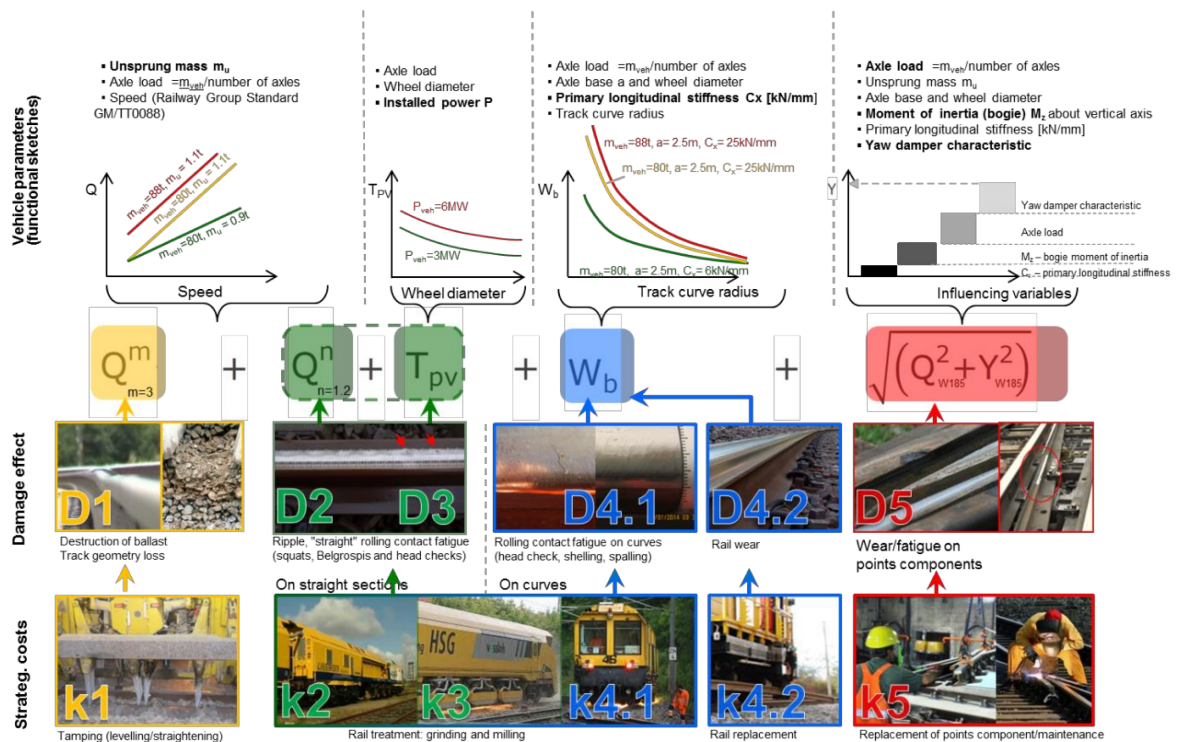 Vehicle parameters
(functional sketches)
▪ Unsprung mass mu
▪ Axle load =mveh/number of axles
▪ Speed (Railway Group Standard
GM/TT0088)
Q
mveh=88t, mu = 1.1t
mveh=80t, mu = 1.1t
mveh=80t, mu = 0.9t
Speed
▪ Axle load
▪ Wheel diameter
▪ Installed power P
TPV
Pveh=6MW
Pveh=3MW
Wheel diameter
▪ Axle load =mveh/number of axles
▪ Axle base a and wheel diameter
▪ Primary longitudinal stiffness Cx [kN/mm]
▪ Track curve radius
Wb
mveh=88t, a= 2.5m, Cx=25kN/mm
mveh=80t, a= 2.5m, Cx=25kN/mm
mveh=80t, a= 2.5m, Cx=6kN/mm
Track curve radius
▪ Axle load =mveh/number of axles
▪ Unsprung mass mu
▪ Axle base and wheel diameter
▪ Moment of inertia (bogie) Mz about vertical axis
▪ Primary longitudinal stiffness [kN/mm]
▪ Yaw damper characteristic
Y
Yaw damper characteristic
Axle load
Mz – bogie moment of inertia
Cx – primary longitudinal stiffness
Influencing variables
Qm
m=3
+
Qn
n=1.2
+
Tpv
+
Wb
+
√(Q2W185+Y2W185)
Damage effect
D1
D2
D3
D4.1
D4.2
D5
Destruction of ballast
Track geometry loss
Ripple, "straight" rolling contact fatigue
(squats, Belgrospis and head checks)
Rolling contact fatigue on curves
(head check, shelling, spalling)
Rail wear
Wear/fatigue on
points components
On straight sections
On curves
Strateg. costs
k1
k2
HSG
k3
k4.1
k4.2
k5
Tamping (levelling/straightening)
Rail treatment: grinding and milling
Rail replacement
Replacement of points component/maintenance